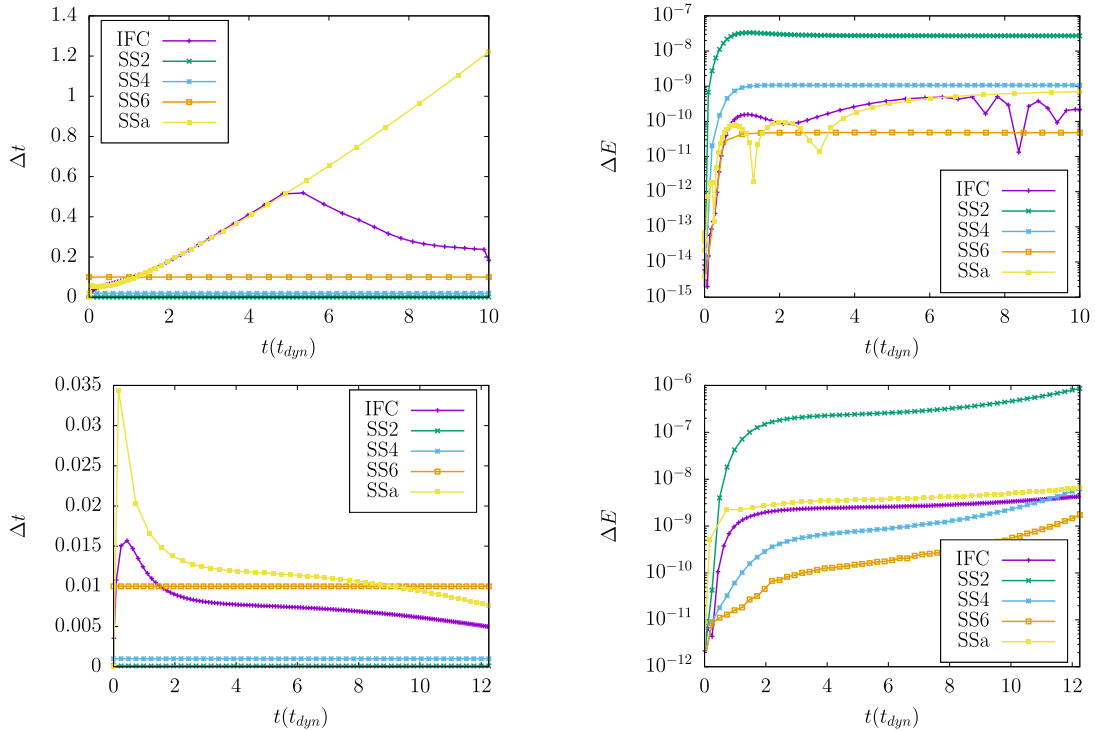 Δt
1.4
1.2
1
0.8
0.6
0.4
0.2
0
IFC
SS2
SS4
SS6
SSa
0 2 4 6 8 10
t(t_dyn)
ΔE
10^−7
10^−8
10^−9
10^−10
10^−11
10^−12
10^−13
10^−14
10^−15
IFC
SS2
SS4
SS6
SSa
0 2 4 6 8 10
t(t_dyn)
Δt
0.035
0.03
0.025
0.02
0.015
0.01
0.005
0
IFC
SS2
SS4
SS6
SSa
0 2 4 6 8 10 12
t(t_dyn)
ΔE
10^−6
10^−7
10^−8
10^−9
10^−10
10^−11
10^−12
IFC
SS2
SS4
SS6
SSa
0 2 4 6 8 10 12
t(t_dyn)